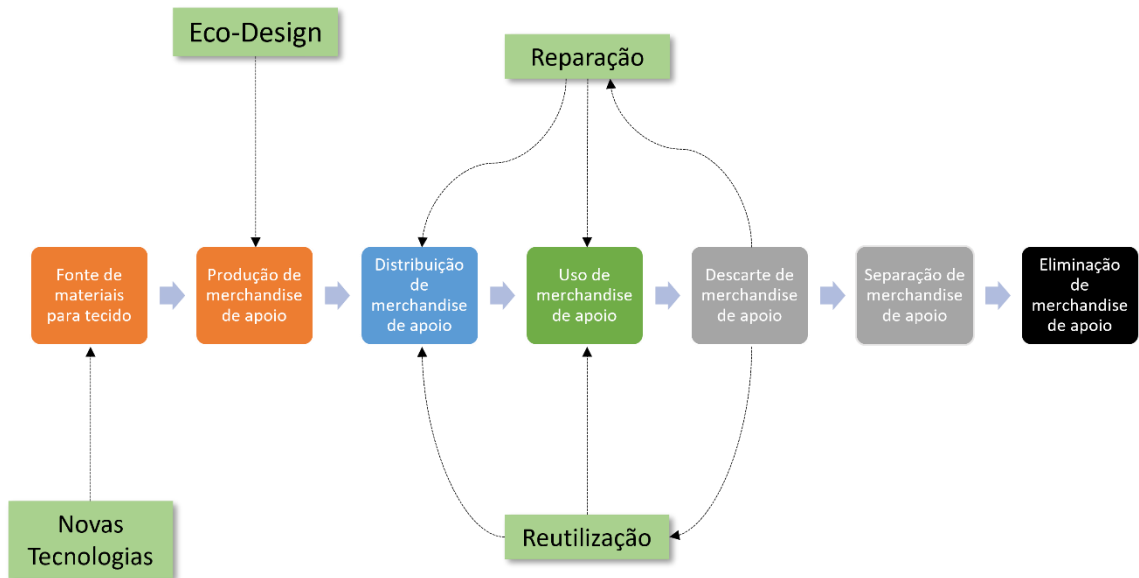 Eco-Design
Reparação
Fonte de
materiais
para tecido
Produção de
merchandise
de apoio
Distribuição
de
merchandise
de apoio
Uso de
merchandise
de apoio
Descarte de
merchandise
de apoio
Separação de
merchandise
de apoio
Eliminação
de
merchandise
de apoio
Novas
Tecnologias
Reutilização